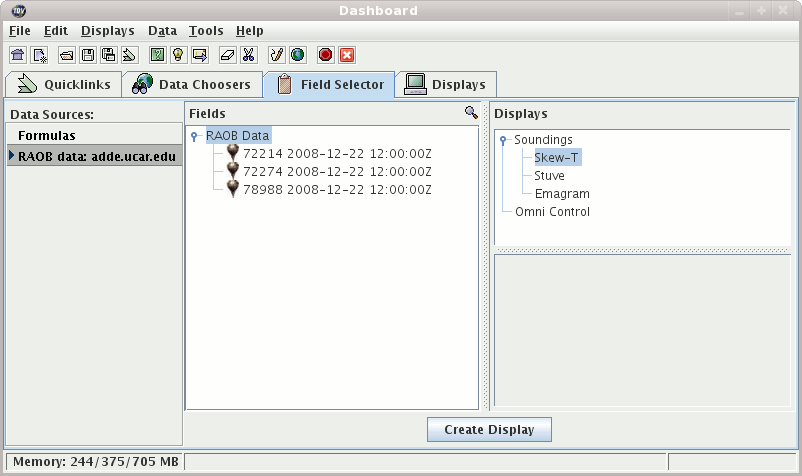 IDV
Dashboard
File Edit Displays Data Tools Help
Quicklinks Data Choosers Field Selector Displays
Data Sources:
Formulas
RAOB data: adde.ucar.edu
Fields
RAOB Data
72214 2008-12-22 12:00:00Z
72274 2008-12-22 12:00:00Z
78988 2008-12-22 12:00:00Z
Displays
Soundings
Skew-T
Stuve
Emagram
Omni Control
Create Display
Memory: 244/375/705 MB